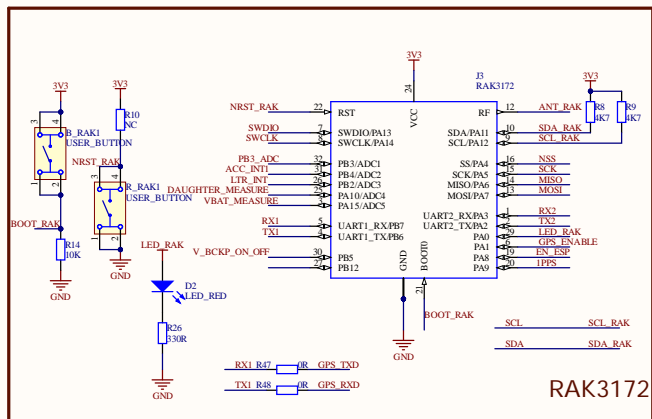 3V3
B_RAK1
USER_BUTTON
3
4
1
2
BOOT_RAK
R14
10K
GND
3V3
R10
NC
NRST_RAK
3
4
R_RAK1
USER_BUTTON
1
2
GND
LED_RAK
D2
LED_RED
R26
330R
GND
3V3
J3
RAK3172
24
VCC
NRST_RAK 22 RST
SWDIO 7 SWDIO/PA13
SWCLK 8 SWCLK/PA14
PB3_ADC 32 PB3/ADC1
ACC_INT1 31 PB4/ADC2
LTR_INT 26 PB2/ADC3
DAUGHTER_MEASURE 25 PA10/ADC4
VBAT_MEASURE 3 PA15/ADC5
RX1 5 UART1_RX/PB7
TX1 4 UART1_TX/PB6
V_BCKP_ON_OFF 30 PB5
27 PB12
RF 12 ANT_RAK
SDA/PA11 10 SDA_RAK
SCL/PA12 9 SCL_RAK
SS/PA4 16 NSS
SCK/PA5 15 SCK
MISO/PA6 14 MISO
MOSI/PA7 13 MOSI
UART2_RX/PA3 1 RX2
UART2_TX/PA2 2 TX2
PA0 29 LED_RAK
PA1 GPS_ENABLE
PA8 19 EN_ESP
PA9 20 1PPS
GND
BOOT0
21
BOOT_RAK
GND
3V3
R8
4K7
R9
4K7
SCL SCL_RAK
SDA SDA_RAK
RX1 R47 0R GPS_TXD
TX1 R48 0R GPS_RXD
RAK3172